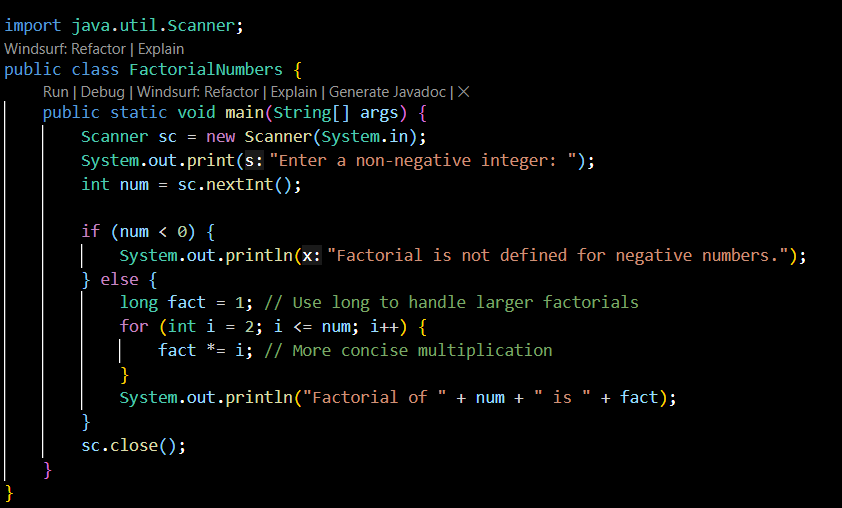 import java.util.Scanner;
Windsurf: Refactor | Explain
public class FactorialNumbers {
Run | Debug | Windsurf: Refactor | Explain | Generate Javadoc | ×
public static void main(String[] args) {
Scanner sc = new Scanner(System.in);
System.out.print(s: "Enter a non-negative integer: ");
int num = sc.nextInt();
if (num < 0) {
System.out.println(x: "Factorial is not defined for negative numbers.");
} else {
long fact = 1; // Use long to handle larger factorials
for (int i = 2; i <= num; i++) {
fact *= i; // More concise multiplication
}
System.out.println("Factorial of " + num + " is " + fact);
}
sc.close();
}
}